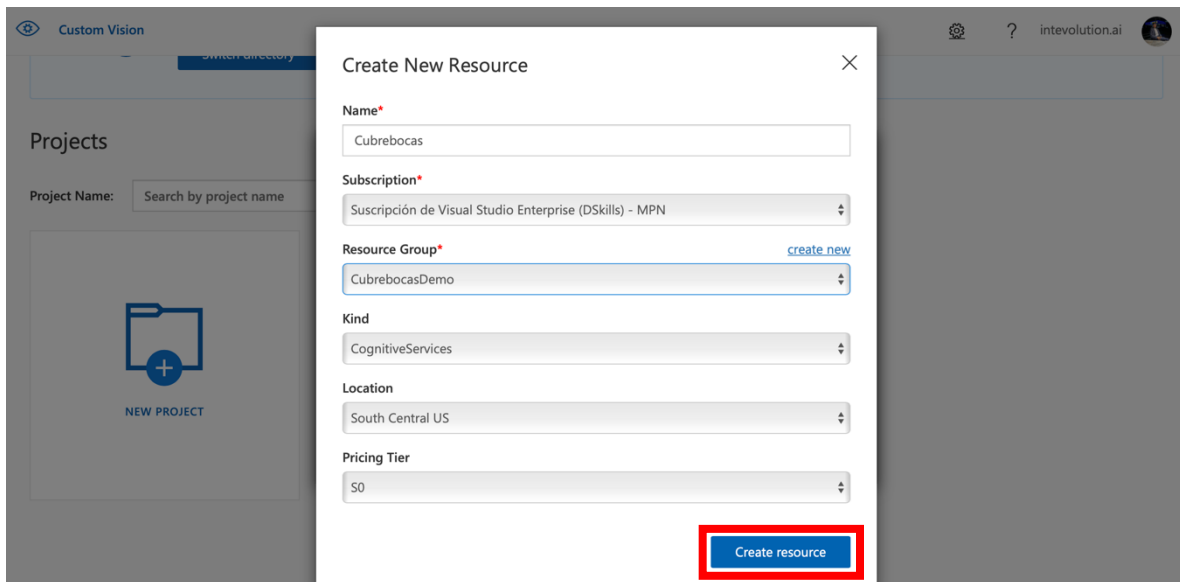 Custom Vision
? intevolution.ai
Switch directory
Projects
Project Name:
Search by project name
NEW PROJECT
Create New Resource
Name*
Cubrebocas
Subscription*
Suscripción de Visual Studio Enterprise (DSkills) - MPN
Resource Group*
create new
CubrebocasDemo
Kind
CognitiveServices
Location
South Central US
Pricing Tier
S0
Create resource